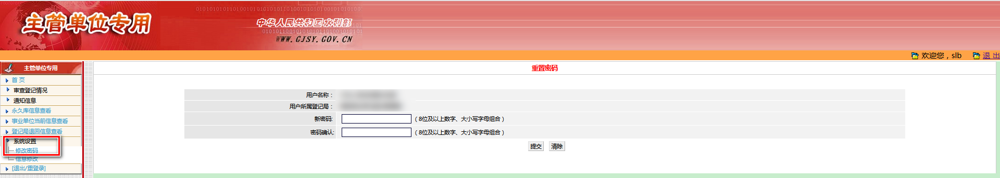 01010101011010010101010110101010101010100101010100
主管单位专用
中华人民共和国水利部
WWW.GJSY.GOV.CN
欢迎您，slb 退 出
主管单位专用
首 页
审查登记情况
通知信息
永久库信息查看
事业单位当前信息查看
登记局退回信息查看
系统设置
修改密码
信息修改
[退出/重登录]
重置密码
用户名称：
用户所属登记局：
新密码: （8位及以上数字、大小写字母组合）
密码确认: （8位及以上数字、大小写字母组合）
提交 清除